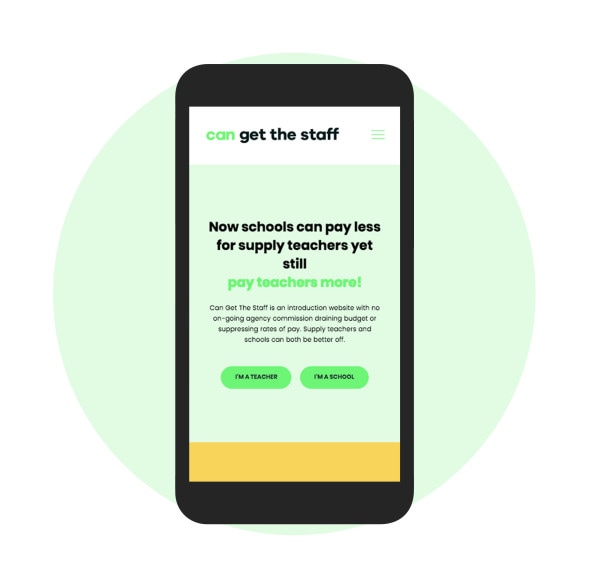 can get the staff
Now schools can pay less
for supply teachers yet
still
pay teachers more!
Can Get The Staff is an introduction website with no
on-going agency commission draining budget or
suppressing rates of pay. Supply teachers and
schools can both be better off.
I'M A TEACHER
I'M A SCHOOL